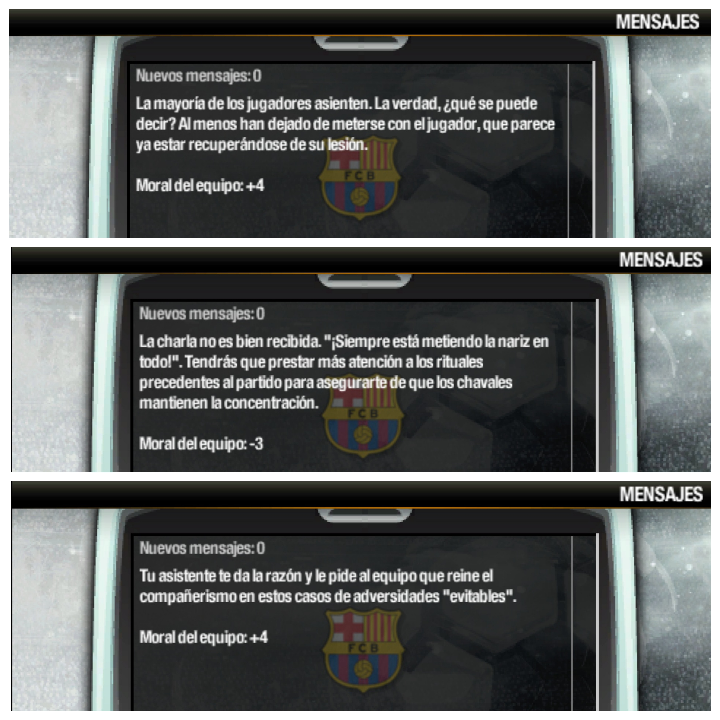 MENSAJES
Nuevos mensajes: 0
La mayoría de los jugadores asienten. La verdad, ¿qué se puede
decir? Al menos han dejado de meterse con el jugador, que parece
ya estar recuperándose de su lesión.
FCB
Moral del equipo: +4
MENSAJES
Nuevos mensajes: 0
La charla no es bien recibida. "¡Siempre está metiendo la nariz en
todo!". Tendrás que prestar más atención a los rituales
precedentes al partido para asegurarte de que los chavales
mantienen la concentración.
FCB
Moral del equipo: -3
MENSAJES
Nuevos mensajes: 0
Tu asistente te da la razón y le pide al equipo que reine el
compañerismo en estos casos de adversidades "evitables".
Moral del equipo: +4
FCB